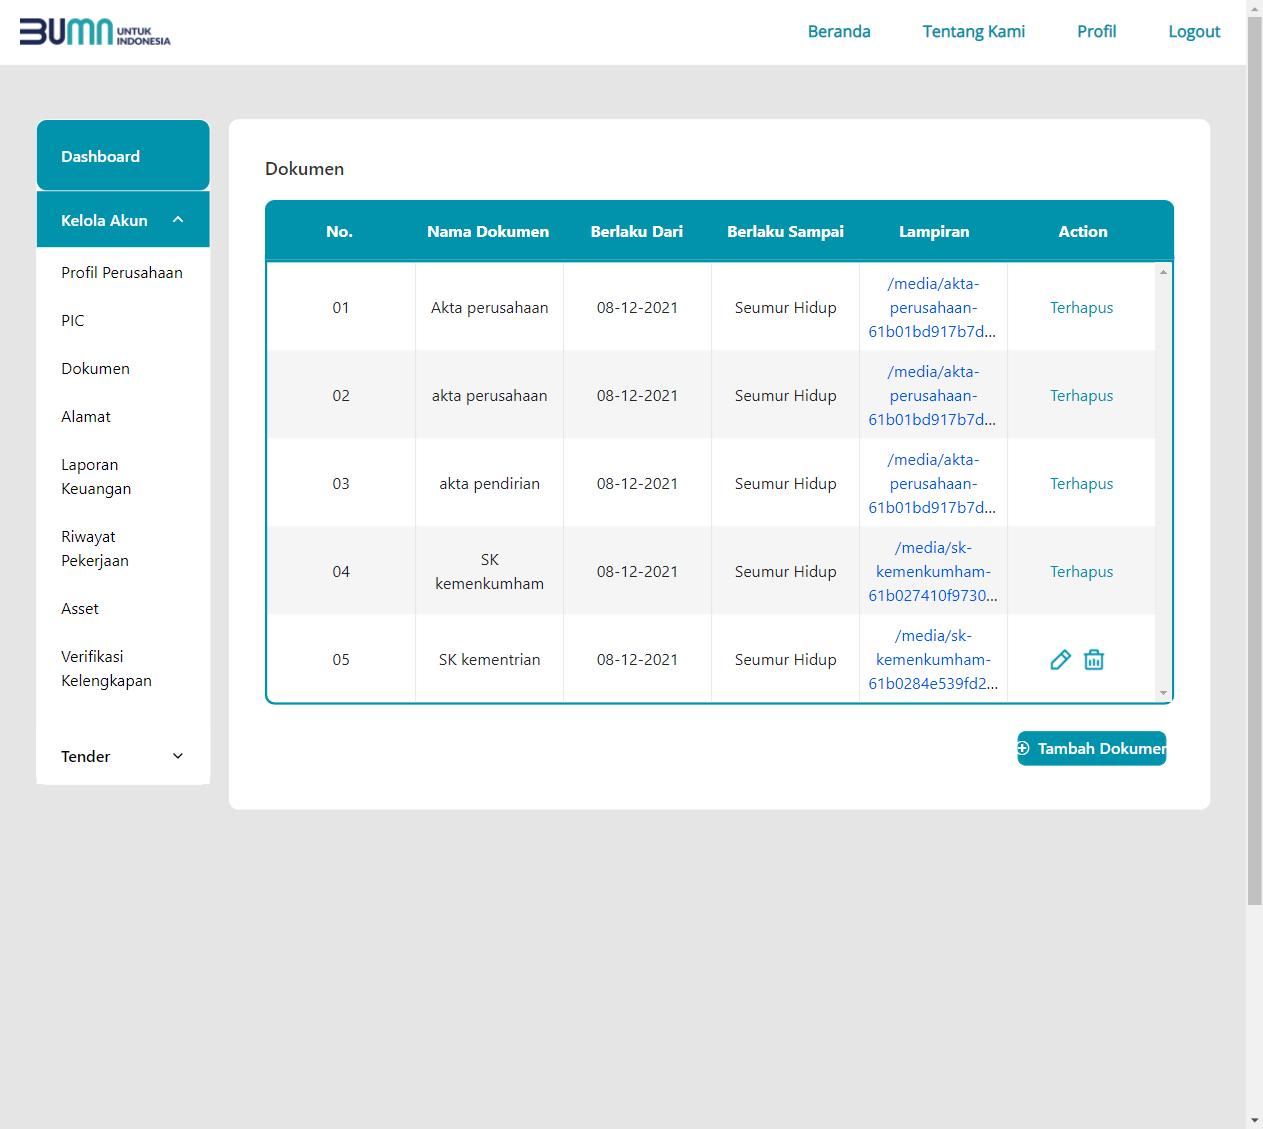 BUMN UNTUK INDONESIA
Beranda Tentang Kami Profil Logout
Dashboard
Kelola Akun
Profil Perusahaan
PIC
Dokumen
Alamat
Laporan
Keuangan
Riwayat
Pekerjaan
Asset
Verifikasi
Kelengkapan
Tender
Dokumen
No. Nama Dokumen Berlaku Dari Berlaku Sampai Lampiran Action
01 Akta perusahaan 08-12-2021 Seumur Hidup /media/akta-perusahaan-61b01bd917b7d... Terhapus
02 akta perusahaan 08-12-2021 Seumur Hidup /media/akta-perusahaan-61b01bd917b7d... Terhapus
03 akta pendirian 08-12-2021 Seumur Hidup /media/akta-perusahaan-61b01bd917b7d... Terhapus
04 SK kemenkumham 08-12-2021 Seumur Hidup /media/sk-kemenkumham-61b027410f9730... Terhapus
05 SK kementrian 08-12-2021 Seumur Hidup /media/sk-kemenkumham-61b0284e539fd2...
Tambah Dokumen